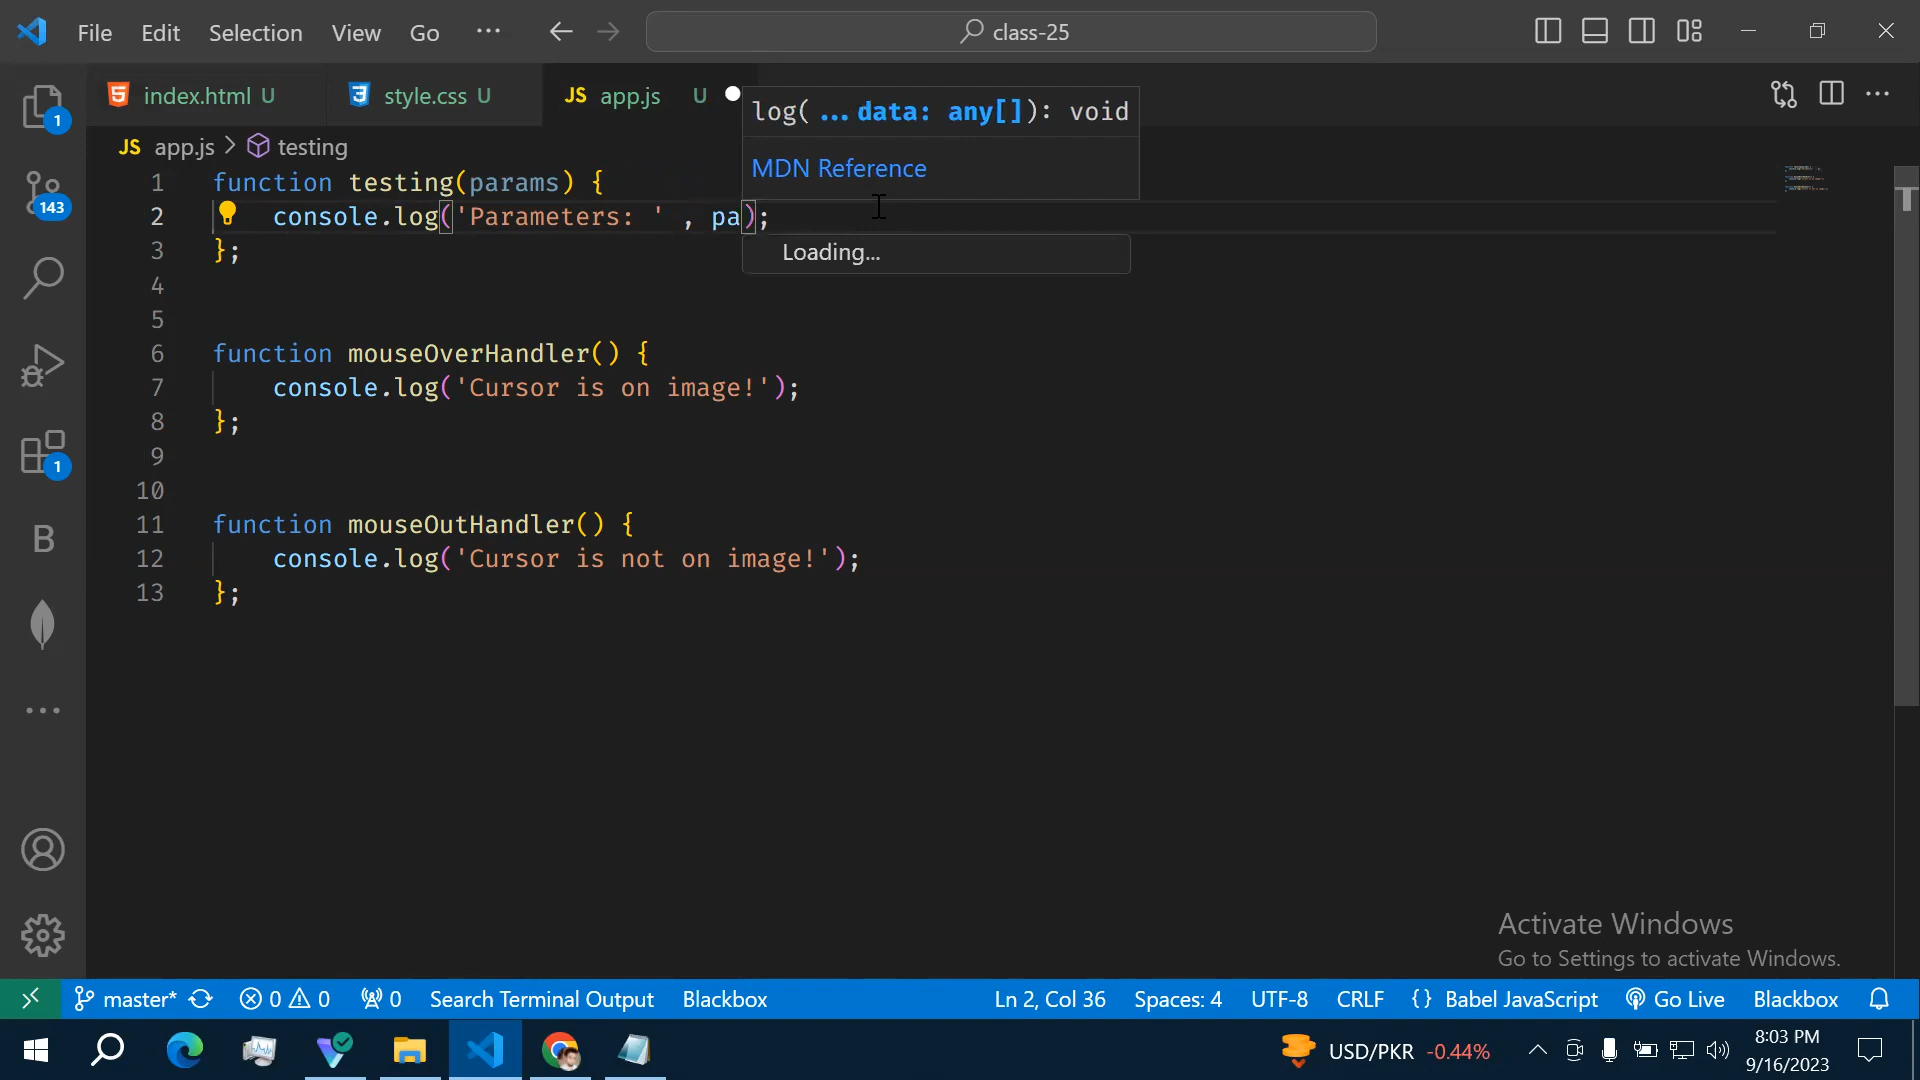 File Edit Selection View Go ... class-25
index.html U style.css U JS app.js U
log(...data: any[]): void
JS app.js > testing
MDN Reference
1 function testing(params) {
2 console.log('Parameters: ' , pa);
3 };
Loading...
4
5
6 function mouseOverHandler() {
7 console.log('Cursor is on image!');
8 };
9
10
11 function mouseOutHandler() {
12 console.log('Cursor is not on image!');
13 };
1
143
1
B
Activate Windows
Go to Settings to activate Windows.
master* 0 0 0 Search Terminal Output Blackbox Ln 2, Col 36 Spaces: 4 UTF-8 CRLF {} Babel JavaScript Go Live Blackbox
USD/PKR -0.44% 8:03 PM
9/16/2023